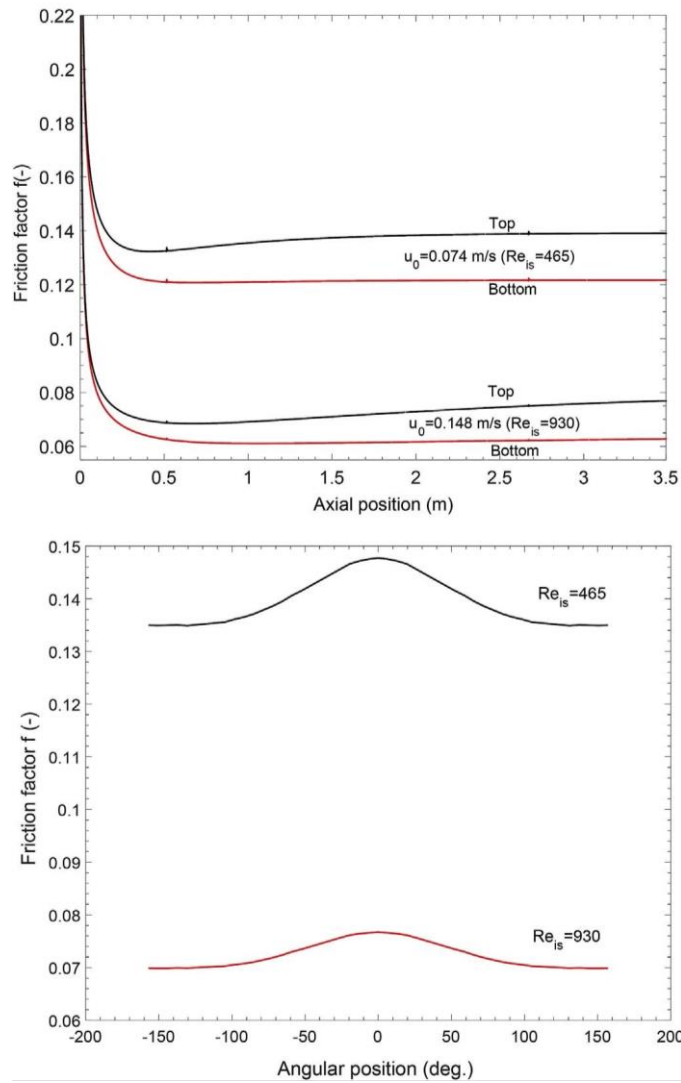 0.22
0.2
0.18
0.16
0.14
0.12
0.1
0.08
0.06
Friction factor f(-)
Top
u0=0.074 m/s (Reis=465)
Bottom
Top
u0=0.148 m/s (Reis=930)
Bottom
0 0.5 1 1.5 2 2.5 3 3.5
Axial position (m)
0.15
0.14
0.13
0.12
0.11
0.1
0.09
0.08
0.07
0.06
Friction factor f (-)
Reis=465
Reis=930
-200 -150 -100 -50 0 50 100 150 200
Angular position (deg.)